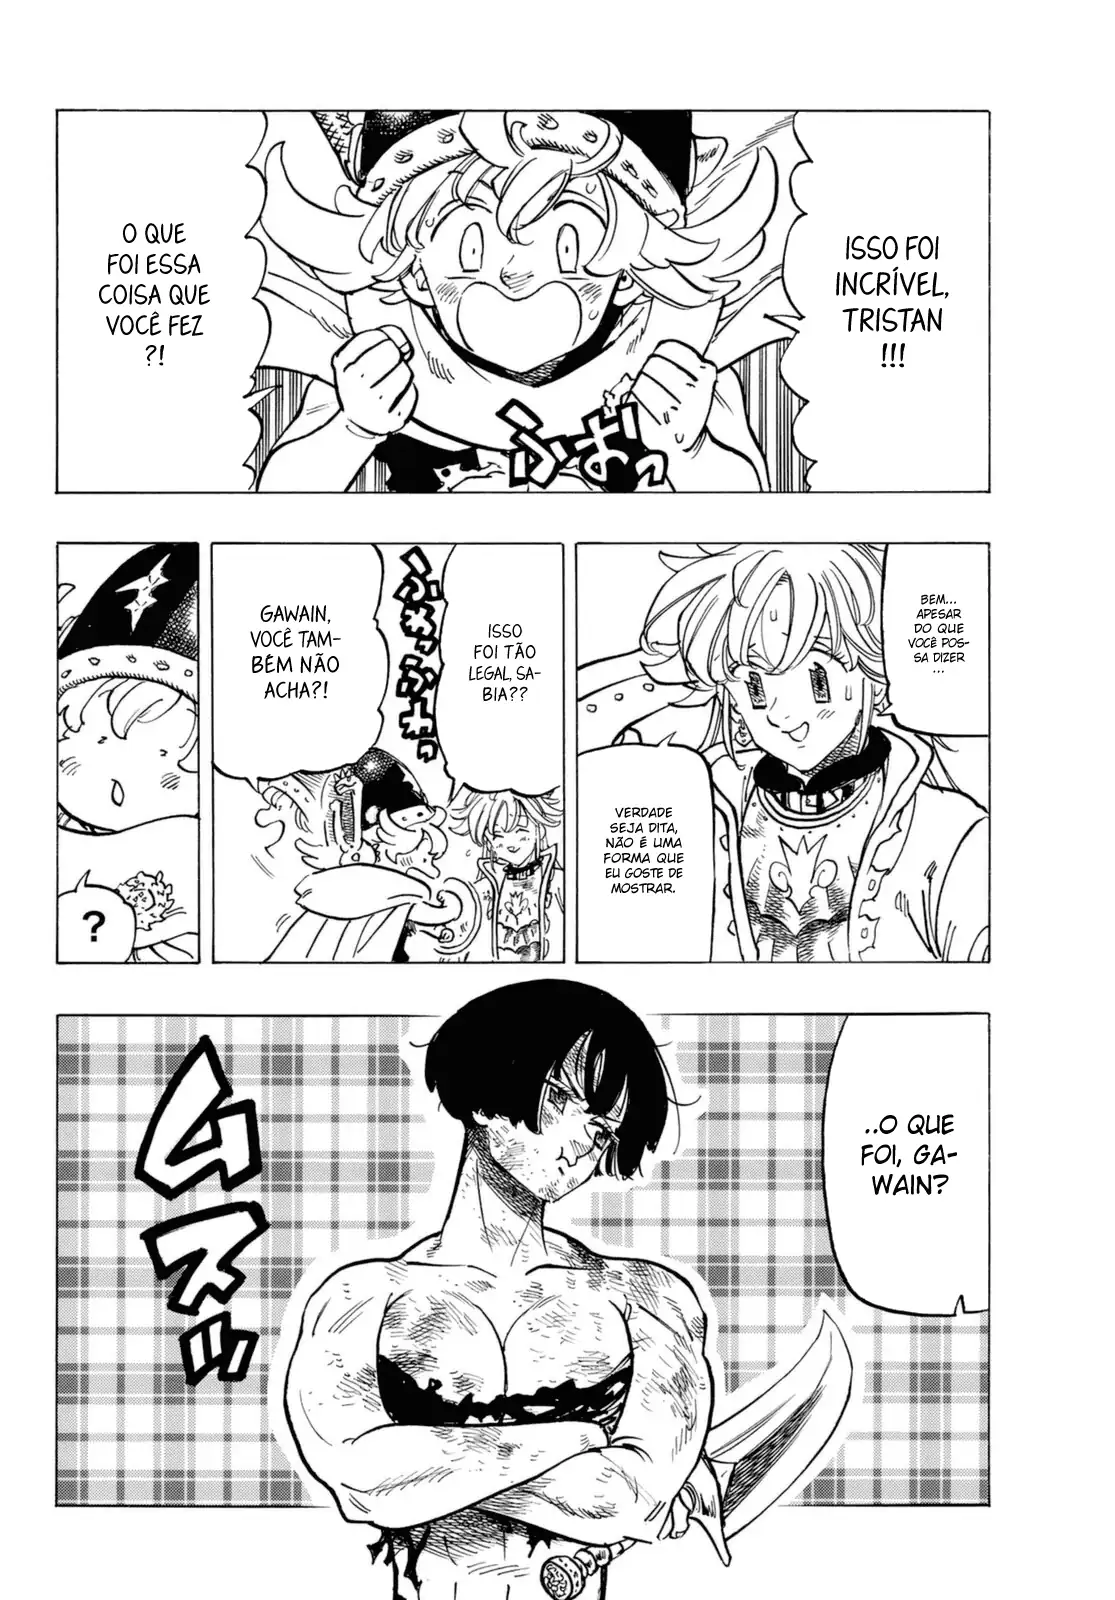 ISSO FOI
INCRÍVEL,
TRISTAN
!!!
O QUE
FOI ESSA
COISA QUE
VOCÊ FEZ
?!
ふおっ
BEM...
APESAR
DO QUE
VOCÊ POS-
SA DIZER
...
VERDADE
SEJA DITA,
NÃO É UMA
FORMA QUE
EU GOSTE DE
MOSTRAR.
ISSO
FOI TÃO
LEGAL, SA-
BIA??
GAWAIN,
VOCÊ TAM-
BÉM NÃO
ACHA?!
?
..O QUE
FOI, GA-
WAIN?
ムスッ